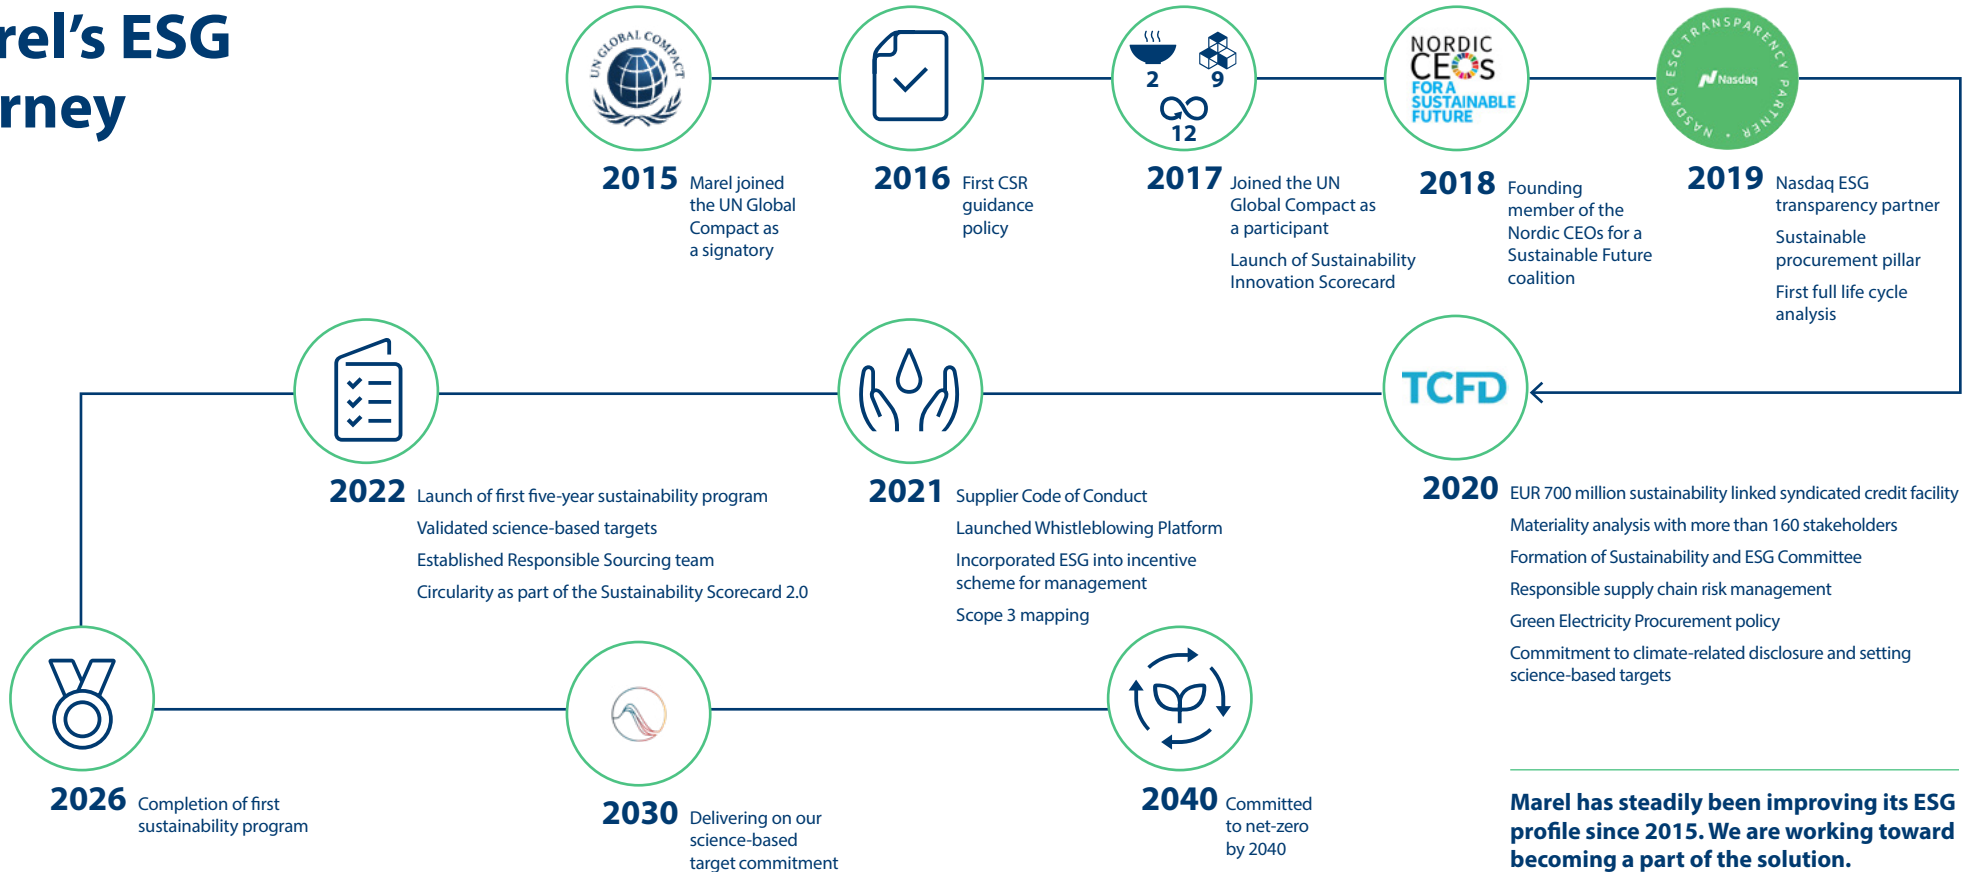 rel's ESG
rney
UN GLOBAL COMPACT
2
9
12
NORDIC
CEOS
FOR A
SUSTAINABLE
FUTURE
NASDAQ ESG TRANSPARENCY PARTNER
Nasdaq
2015 Marel joined
the UN Global
Compact as
a signatory
2016 First CSR
guidance
policy
2017 Joined the UN
Global Compact as
a participant
Launch of Sustainability
Innovation Scorecard
2018 Founding
member of the
Nordic CEOs for a
Sustainable Future
coalition
2019 Nasdaq ESG
transparency partner
Sustainable
procurement pillar
First full life cycle
analysis
TCFD
2020 EUR 700 million sustainability linked syndicated credit facility
Materiality analysis with more than 160 stakeholders
Formation of Sustainability and ESG Committee
Responsible supply chain risk management
Green Electricity Procurement policy
Commitment to climate-related disclosure and setting
science-based targets
2021 Supplier Code of Conduct
Launched Whistleblowing Platform
Incorporated ESG into incentive
scheme for management
Scope 3 mapping
2022 Launch of first five-year sustainability program
Validated science-based targets
Established Responsible Sourcing team
Circularity as part of the Sustainability Scorecard 2.0
2026 Completion of first
sustainability program
2030 Delivering on our
science-based
target commitment
2040 Committed
to net-zero
by 2040
Marel has steadily been improving its ESG
profile since 2015. We are working toward
becoming a part of the solution.